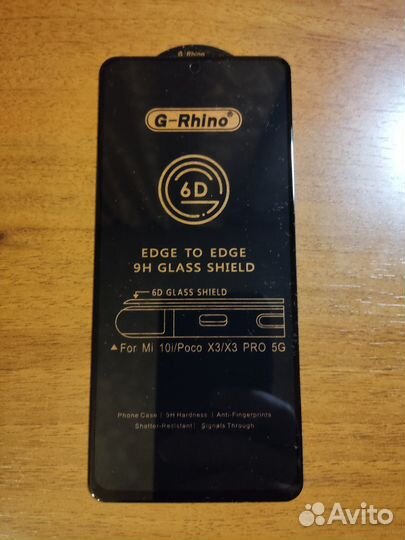 G-Rhino
G-Rhino®
6D
EDGE TO EDGE
9H GLASS SHIELD
6D GLASS SHIELD
▲For Mi 10i/Poco X3/X3 PRO 5G
Phone Case | 9H Hardness | Anti-Fingerprints
Shatter-Resistant | Signals Through
Avito